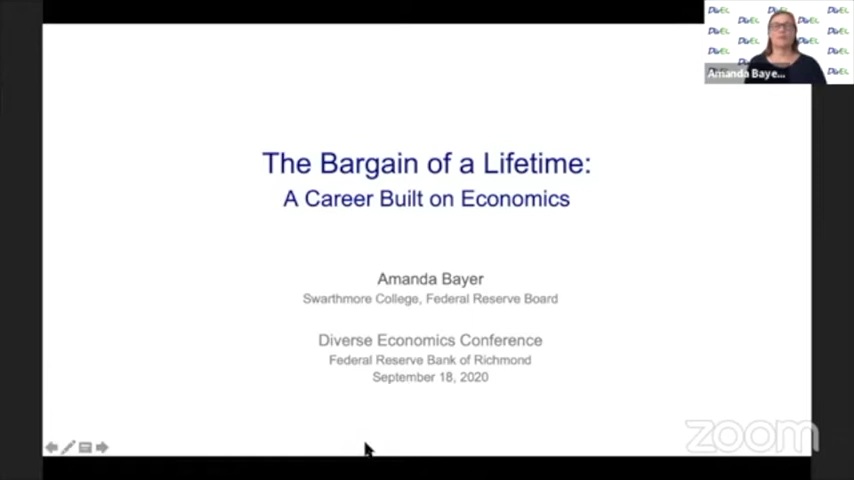 The Bargain of a Lifetime:
A Career Built on Economics
Amanda Bayer
Swarthmore College, Federal Reserve Board
Diverse Economics Conference
Federal Reserve Bank of Richmond
September 18, 2020
Amanda Baye...
zoom